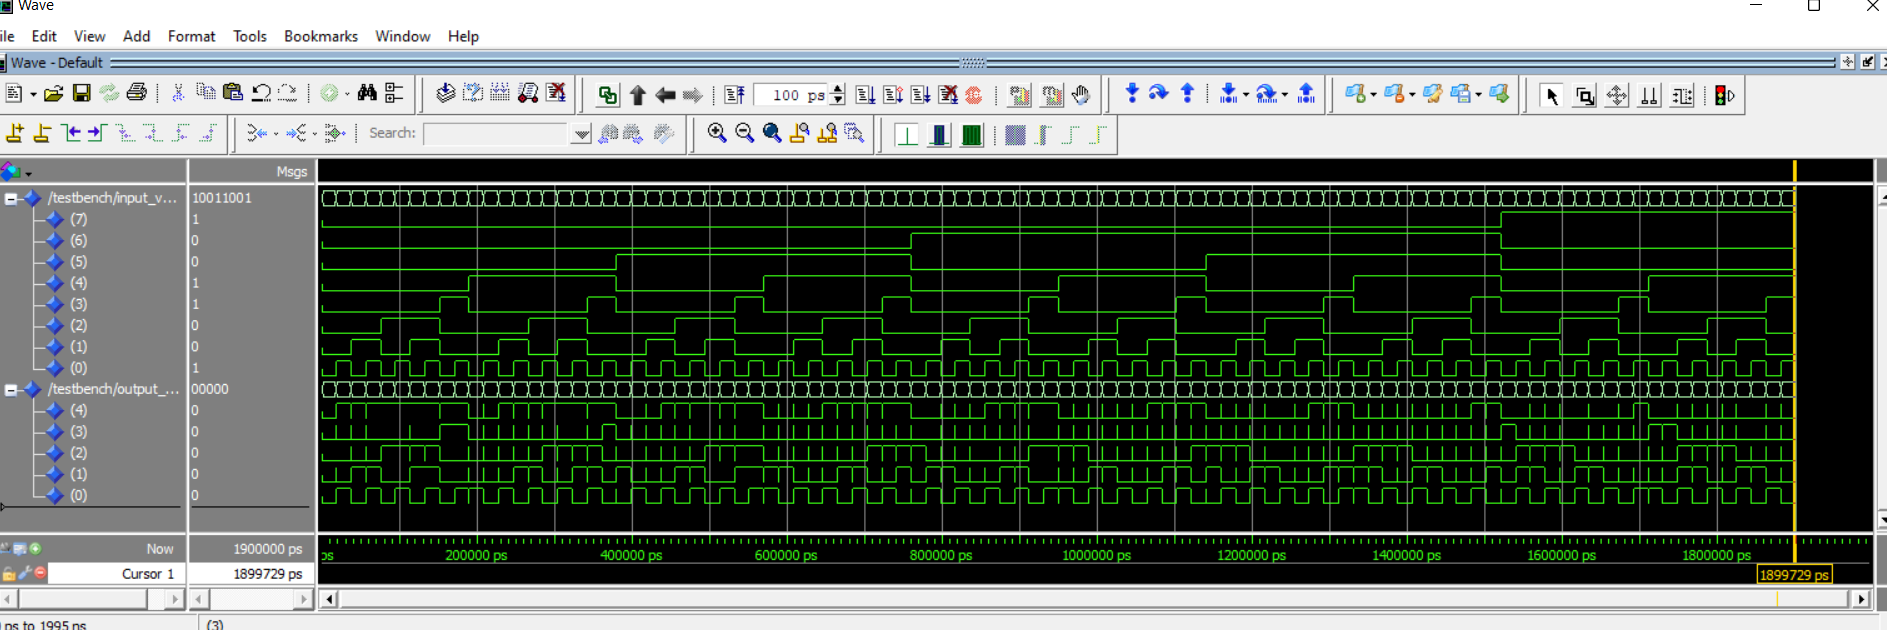 Wave
ile Edit View Add Format Tools Bookmarks Window Help
Wave - Default
100 ps
Search:
Msgs
/testbench/input_v... 10011001
(7) 1
(6) 0
(5) 0
(4) 1
(3) 1
(2) 0
(1) 0
(0) 1
/testbench/output_... 00000
(4) 0
(3) 0
(2) 0
(1) 0
(0) 0
Now 1900000 ps
ps 200000 ps 400000 ps 600000 ps 800000 ps 1000000 ps 1200000 ps 1400000 ps 1600000 ps 1800000 ps
Cursor 1 1899729 ps
1899729 ps
ps to 1995 ns (3)